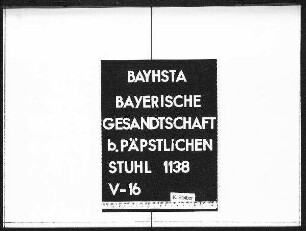 BAYHSTA
BAYERISCHE
GESANDTSCHAFT
b. PÄPSTLICHEN
STUHL 1138
V-16